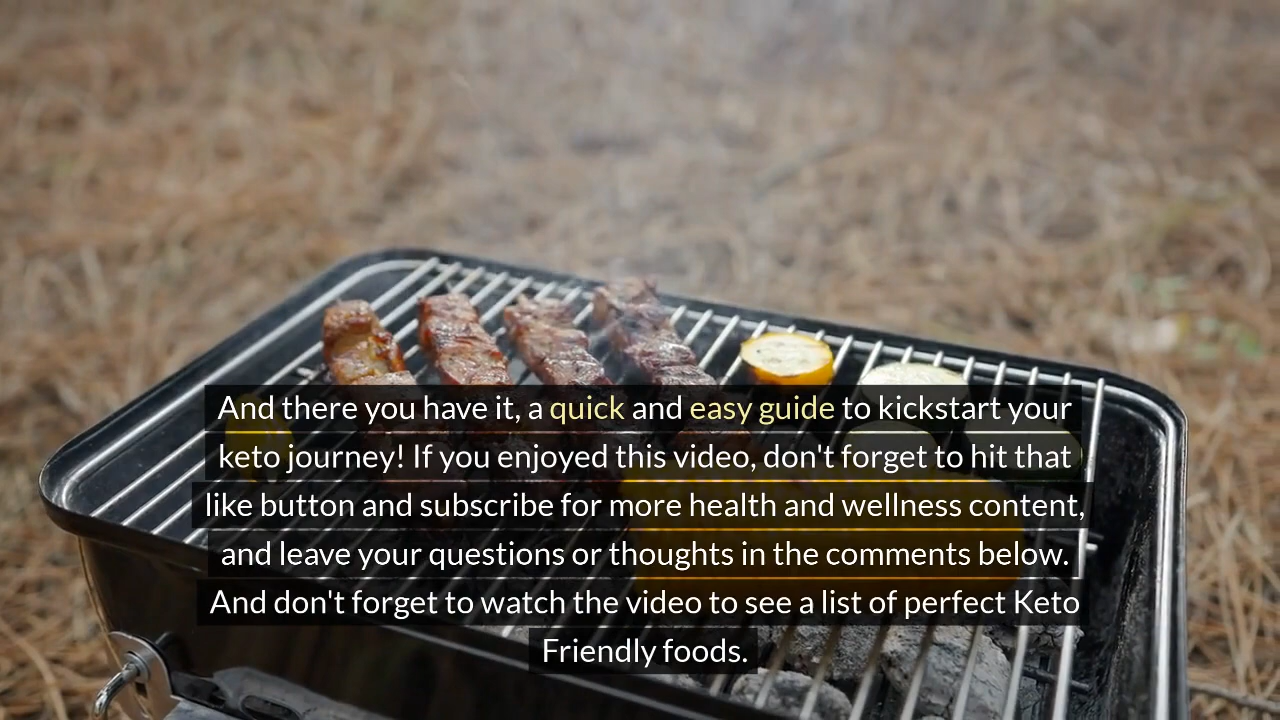 And there you have it, a quick and easy guide to kickstart your
keto journey! If you enjoyed this video, don't forget to hit that
like button and subscribe for more health and wellness content,
and leave your questions or thoughts in the comments below.
And don't forget to watch the video to see a list of perfect Keto
Friendly foods.